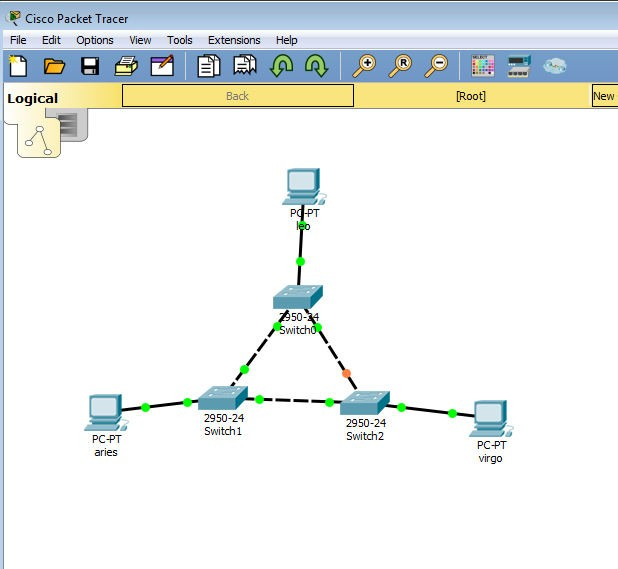 Cisco Packet Tracer
File Edit Options View Tools Extensions Help
R SELECT
Logical Back [Root] New
PC-PT
leo
2950-24
Switch0
2950-24
Switch1
2950-24
Switch2
PC-PT
aries
PC-PT
virgo